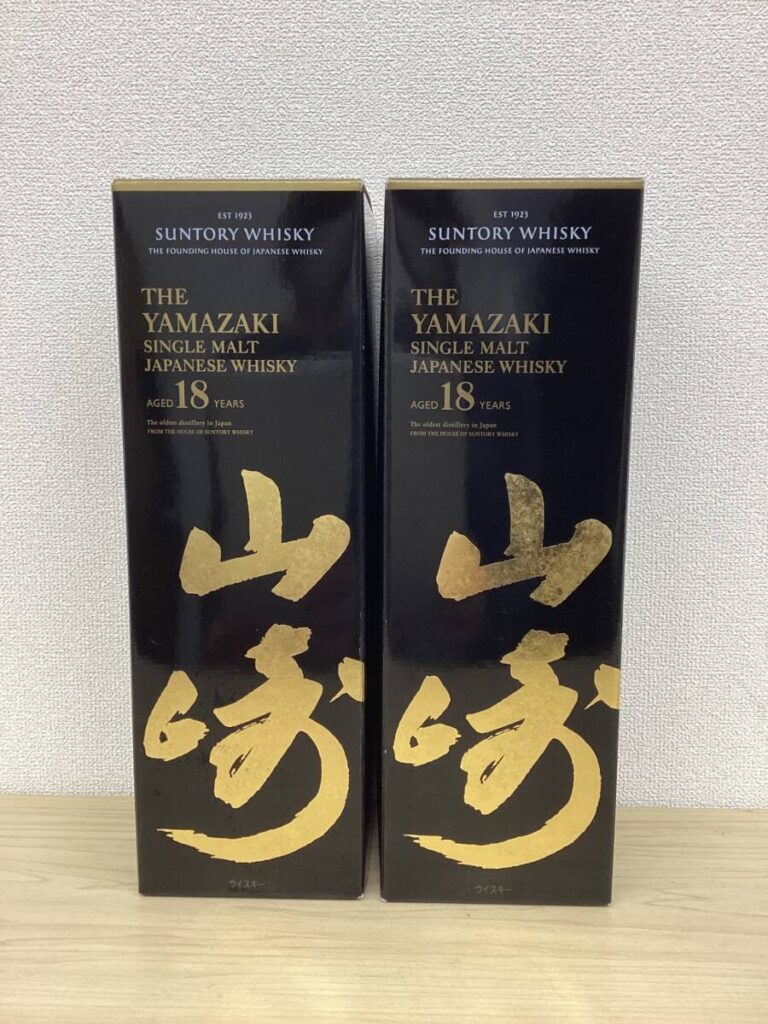 EST 1923
SUNTORY WHISKY
THE FOUNDING HOUSE OF JAPANESE WHISKY
THE
YAMAZAKI
SINGLE MALT
JAPANESE WHISKY
AGED 18 YEARS
The oldest distillery in Japan
FROM THE HOUSE OF SUNTORY WHISKY
山
崎
ウイスキー
EST 1923
SUNTORY WHISKY
THE FOUNDING HOUSE OF JAPANESE WHISKY
THE
YAMAZAKI
SINGLE MALT
JAPANESE WHISKY
AGED 18 YEARS
The oldest distillery in Japan
FROM THE HOUSE OF SUNTORY WHISKY
山
崎
ウイスキー